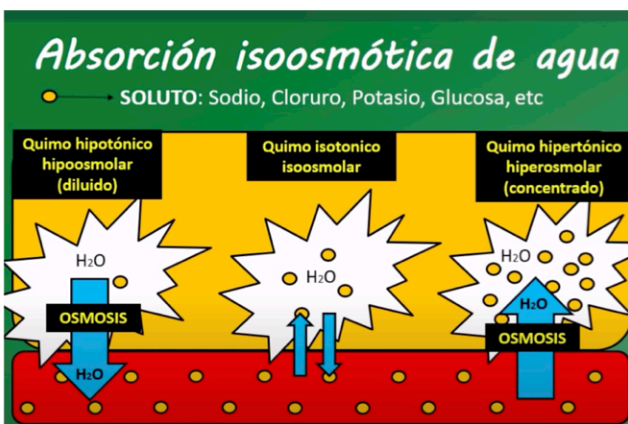 Absorción isoosmótica de agua
SOLUTO: Sodio, Cloruro, Potasio, Glucosa, etc
Quimo hipotónico
hipoosmolar
(diluido)
Quimo isotonico
isoosmolar
Quimo hipertónico
hiperosmolar
(concentrado)
H₂O
H₂O
H₂O
H₂O
OSMOSIS
OSMOSIS
H₂O